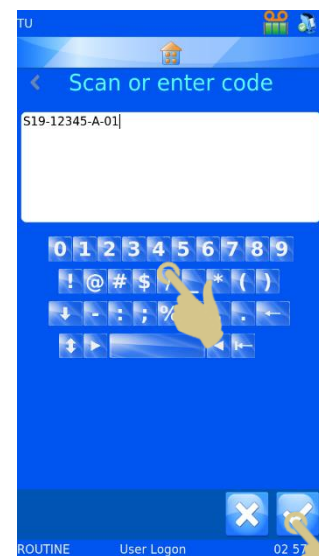 TU
Scan or enter code
S19-12345-A-01
0 1 2 3 4 5 6 7 8 9
! @ # $ / _ * ( )
- : ; % .
ROUTINE User Logon 02 57